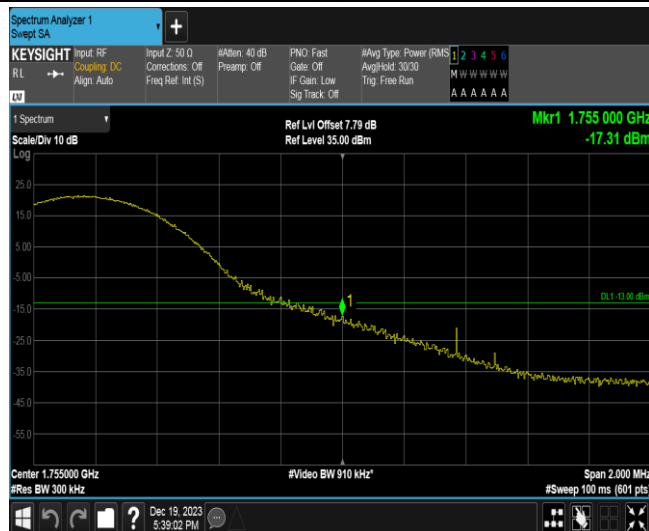 Spectrum Analyzer 1
Swept SA
+
KEYSIGHT
RL
LXI
Input: RF
Coupling: DC
Align: Auto
Input Z: 50 Ω
Corrections: Off
Freq Ref: Int (S)
#Atten: 40 dB
Preamp: Off
PNO: Fast
Gate: Off
IF Gain: Low
Sig Track: Off
#Avg Type: Power (RMS
Avg|Hold: 30/30
Trig: Free Run
1 2 3 4 5 6
M W W W W W
A A A A A A
1 Spectrum
Scale/Div 10 dB
Log
Ref Lvl Offset 7.79 dB
Ref Level 35.00 dBm
Mkr1 1.755 000 GHz
-17.31 dBm
25.0
15.0
5.00
-5.00
-15.0
-25.0
-35.0
-45.0
-55.0
1
DL1 -13.00 dBm
Center 1.755000 GHz
#Res BW 300 kHz
#Video BW 910 kHz*
Span 2.000 MHz
#Sweep 100 ms (601 pts)
?
Dec 19, 2023
5:39:02 PM